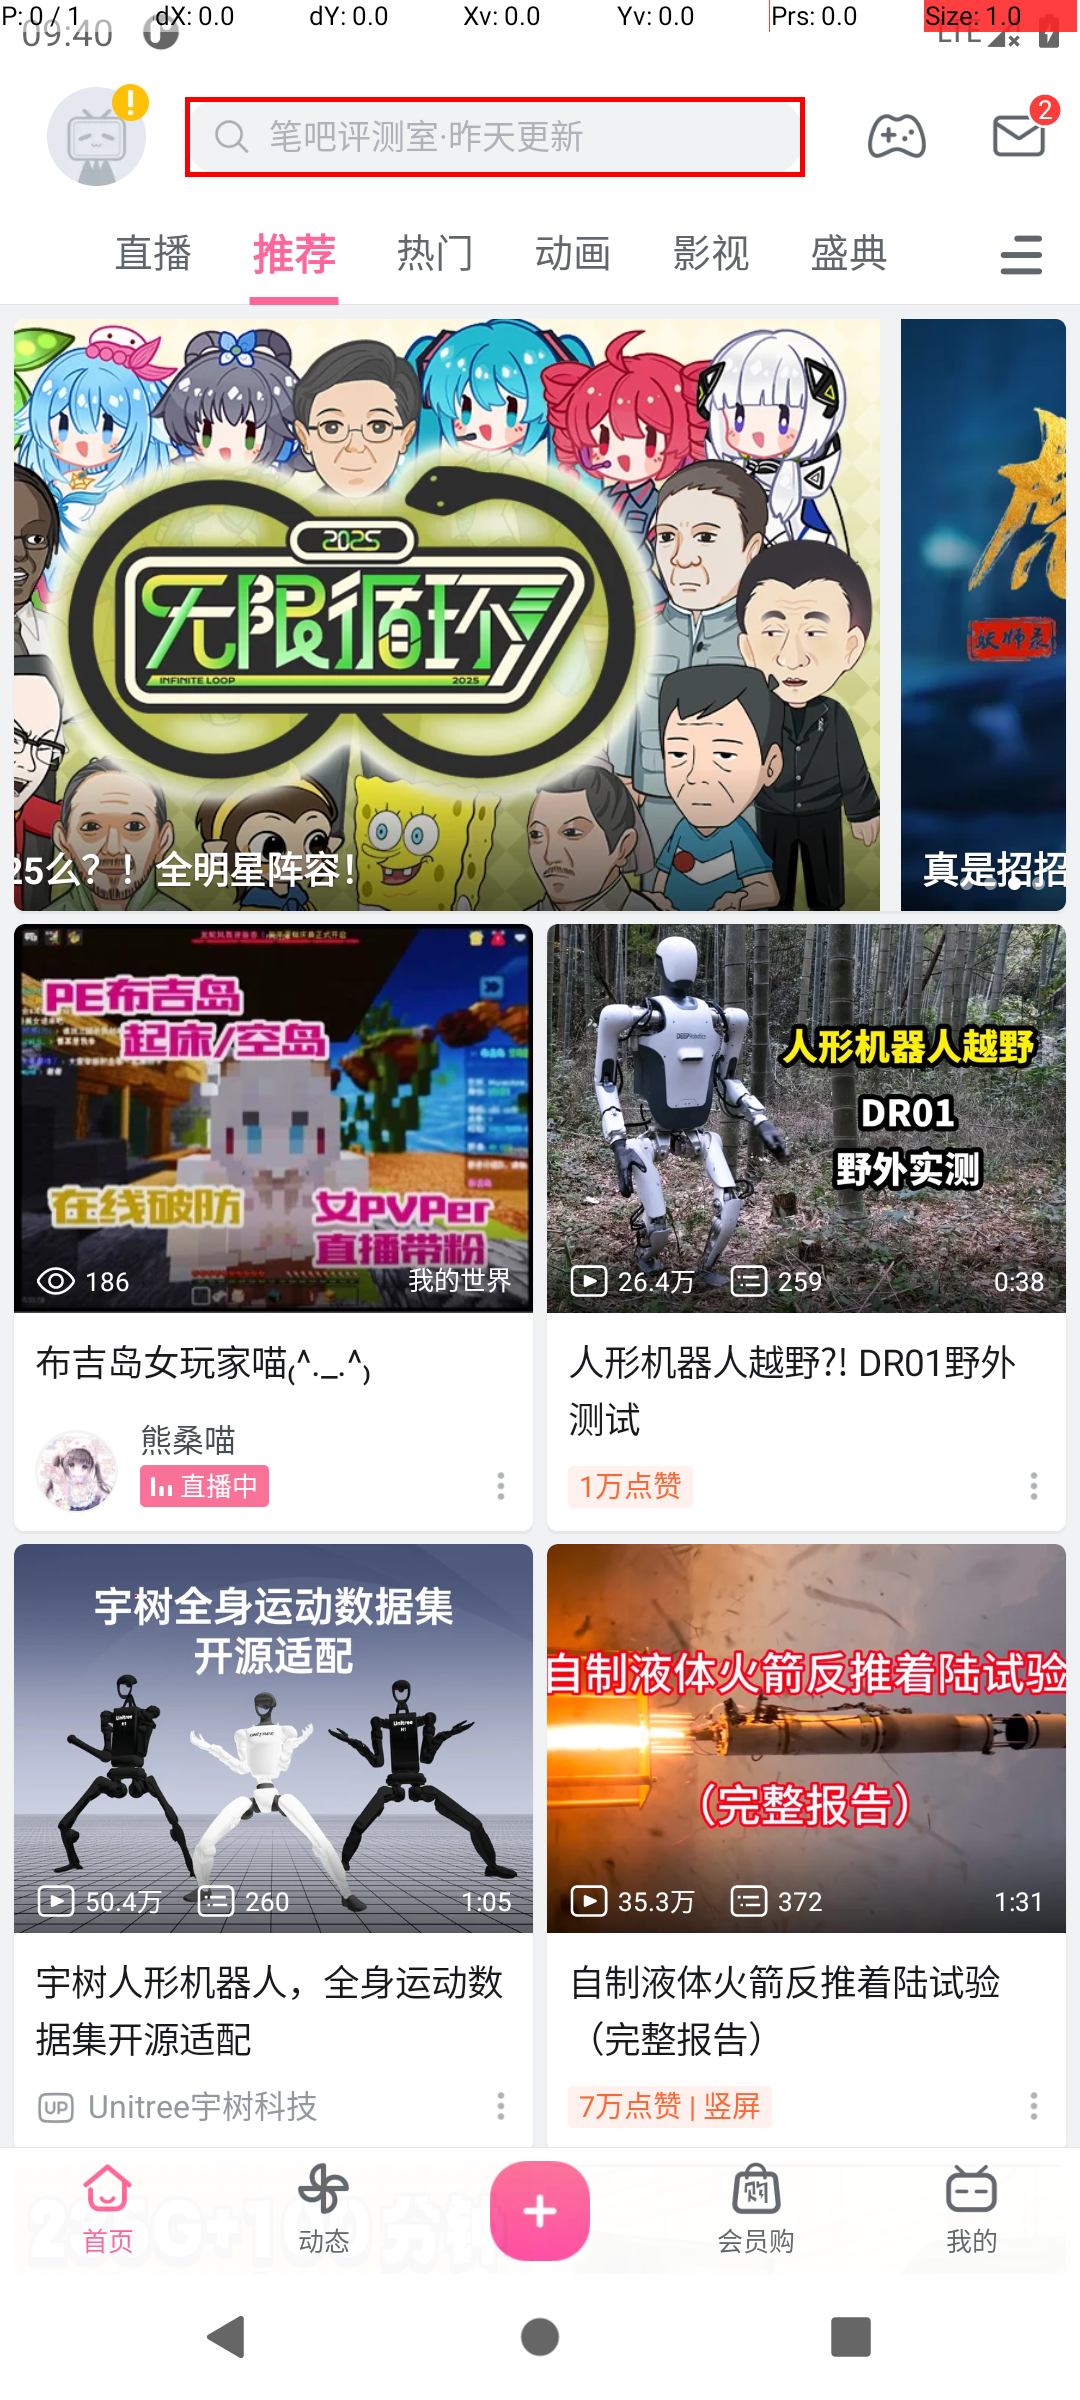 P: 0 / 1
dX: 0.0
dY: 0.0
Xv: 0.0
Yv: 0.0
Prs: 0.0
Size: 1.0
09:40
LTE
2
笔吧评测室·昨天更新
直播
推荐
热门
动画
影视
盛典
2025
无限循环
INFINITE LOOP
2025
妖师录
25么？！全明星阵容！
真是招招
PE布吉岛
起床/空岛
在线破防
女PVPer
直播带粉
186
我的世界
DEEP Robotics
人形机器人越野
DR01
野外实测
26.4万
259
0:38
布吉岛女玩家喵₍^._.^₎
熊桑喵
直播中
人形机器人越野?! DR01野外
测试
1万点赞
宇树全身运动数据集
开源适配
Unitree
50.4万
260
1:05
自制液体火箭反推着陆试验
（完整报告）
35.3万
372
1:31
宇树人形机器人，全身运动数
据集开源适配
UP Unitree宇树科技
自制液体火箭反推着陆试验
（完整报告）
7万点赞 | 竖屏
首页
动态
会员购
我的